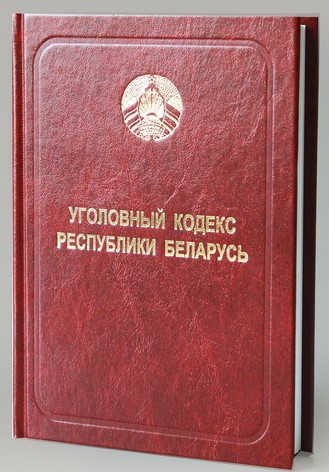 УГОЛОВНЫЙ КОДЕКС
РЕСПУБЛИКИ БЕЛАРУСЬ